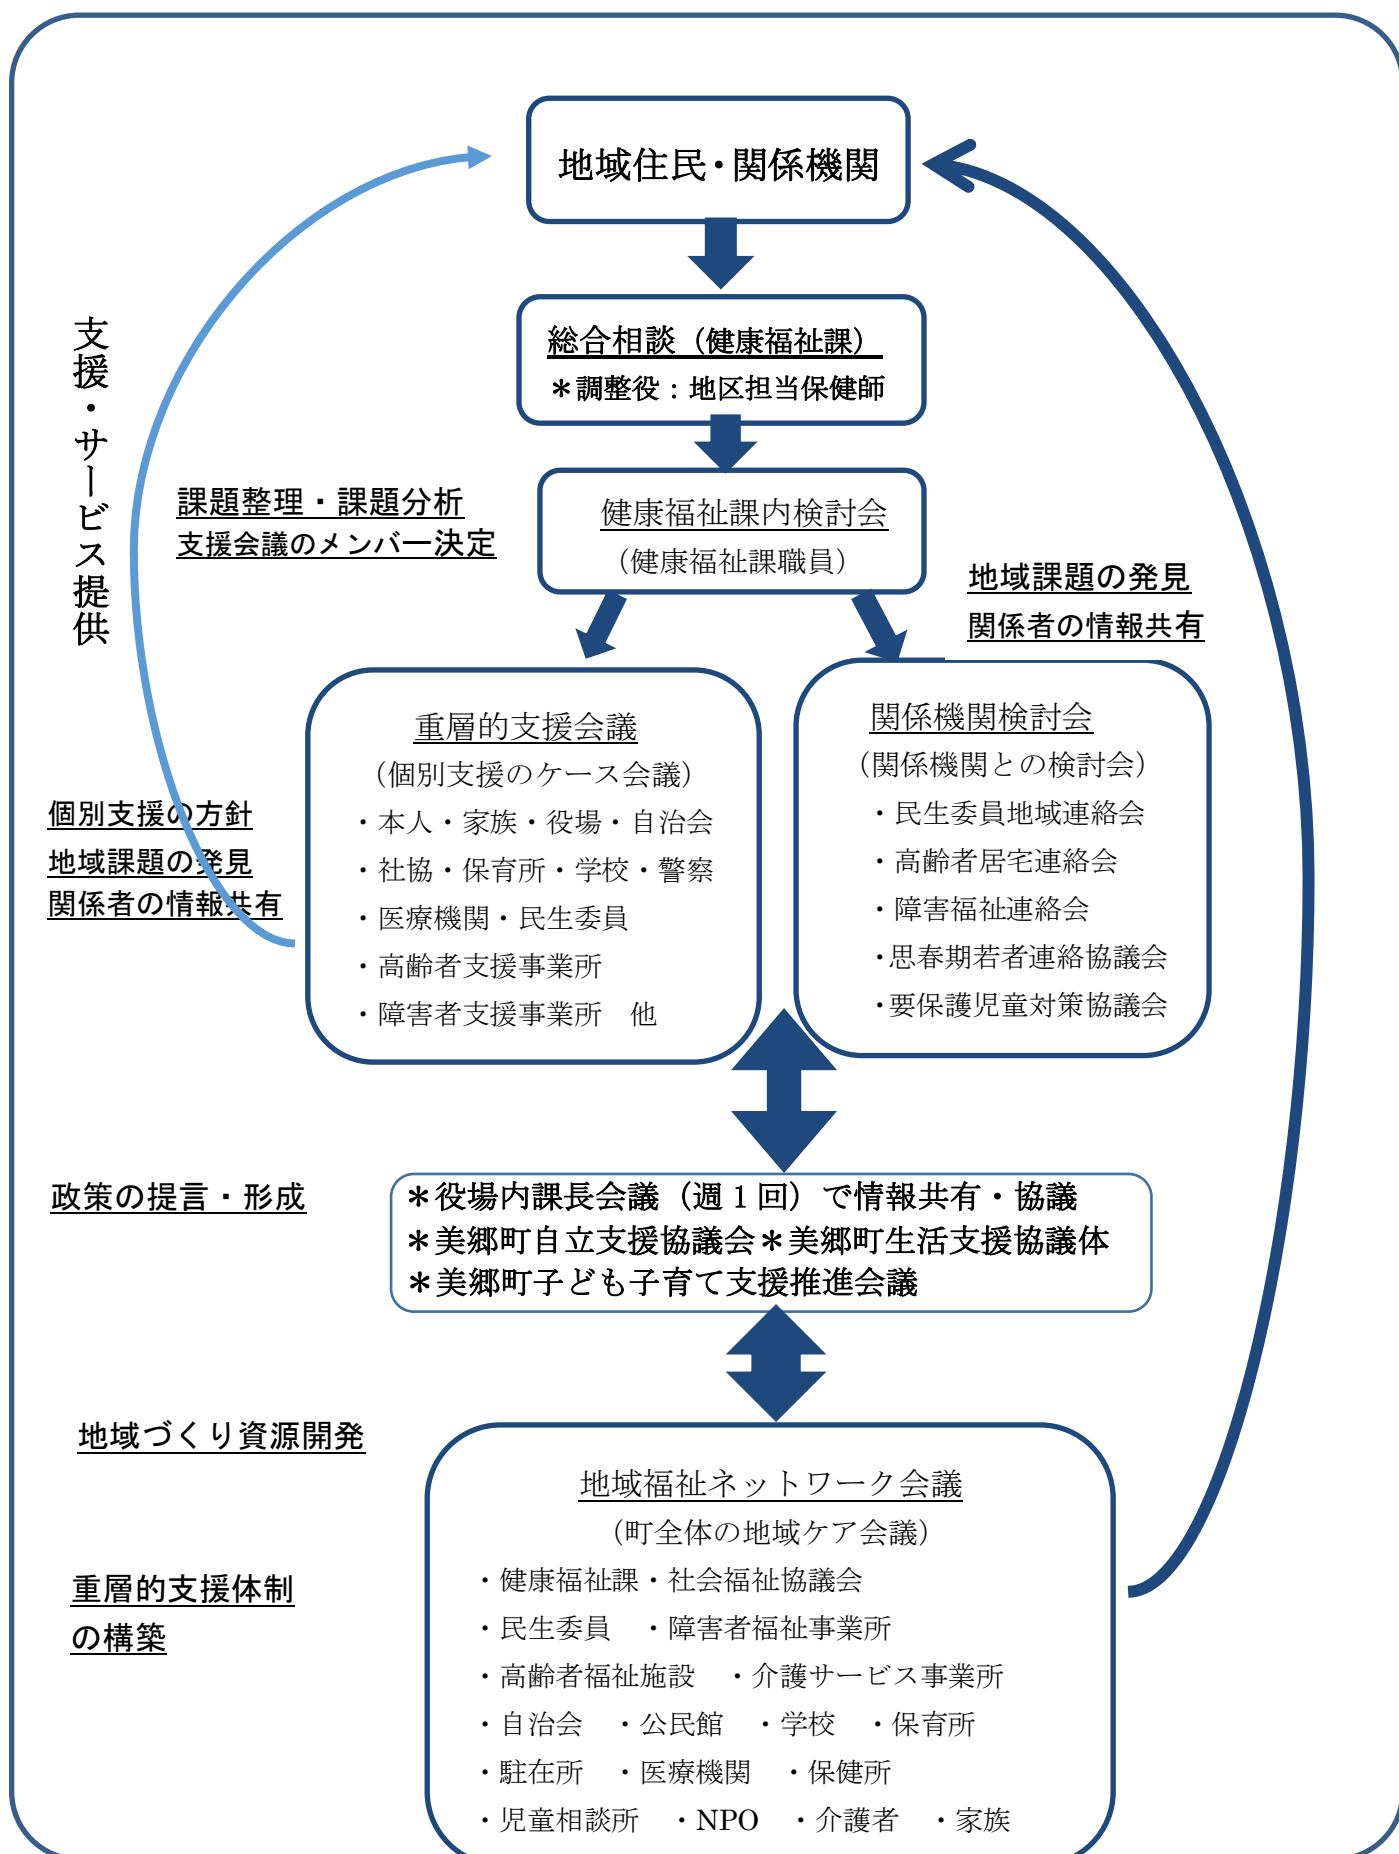 地域住民・関係機関
総合相談（健康福祉課）
＊調整役：地区担当保健師
支援・サービス提供
課題整理・課題分析
支援会議のメンバー決定
健康福祉課内検討会
（健康福祉課職員）
地域課題の発見
関係者の情報共有
重層的支援会議
（個別支援のケース会議）
・本人・家族・役場・自治会
・社協・保育所・学校・警察
・医療機関・民生委員
・高齢者支援事業所
・障害者支援事業所　他
関係機関検討会
（関係機関との検討会）
・民生委員地域連絡会
・高齢者居宅連絡会
・障害福祉連絡会
・思春期若者連絡協議会
・要保護児童対策協議会
個別支援の方針
地域課題の発見
関係者の情報共有
政策の提言・形成
＊役場内課長会議（週１回）で情報共有・協議
＊美郷町自立支援協議会＊美郷町生活支援協議体
＊美郷町子ども子育て支援推進会議
地域づくり資源開発
地域福祉ネットワーク会議
（町全体の地域ケア会議）
・健康福祉課・社会福祉協議会
・民生委員　・障害者福祉事業所
・高齢者福祉施設　・介護サービス事業所
・自治会　・公民館　・学校　・保育所
・駐在所　・医療機関　・保健所
・児童相談所　・NPO　・介護者　・家族
重層的支援体制
の構築